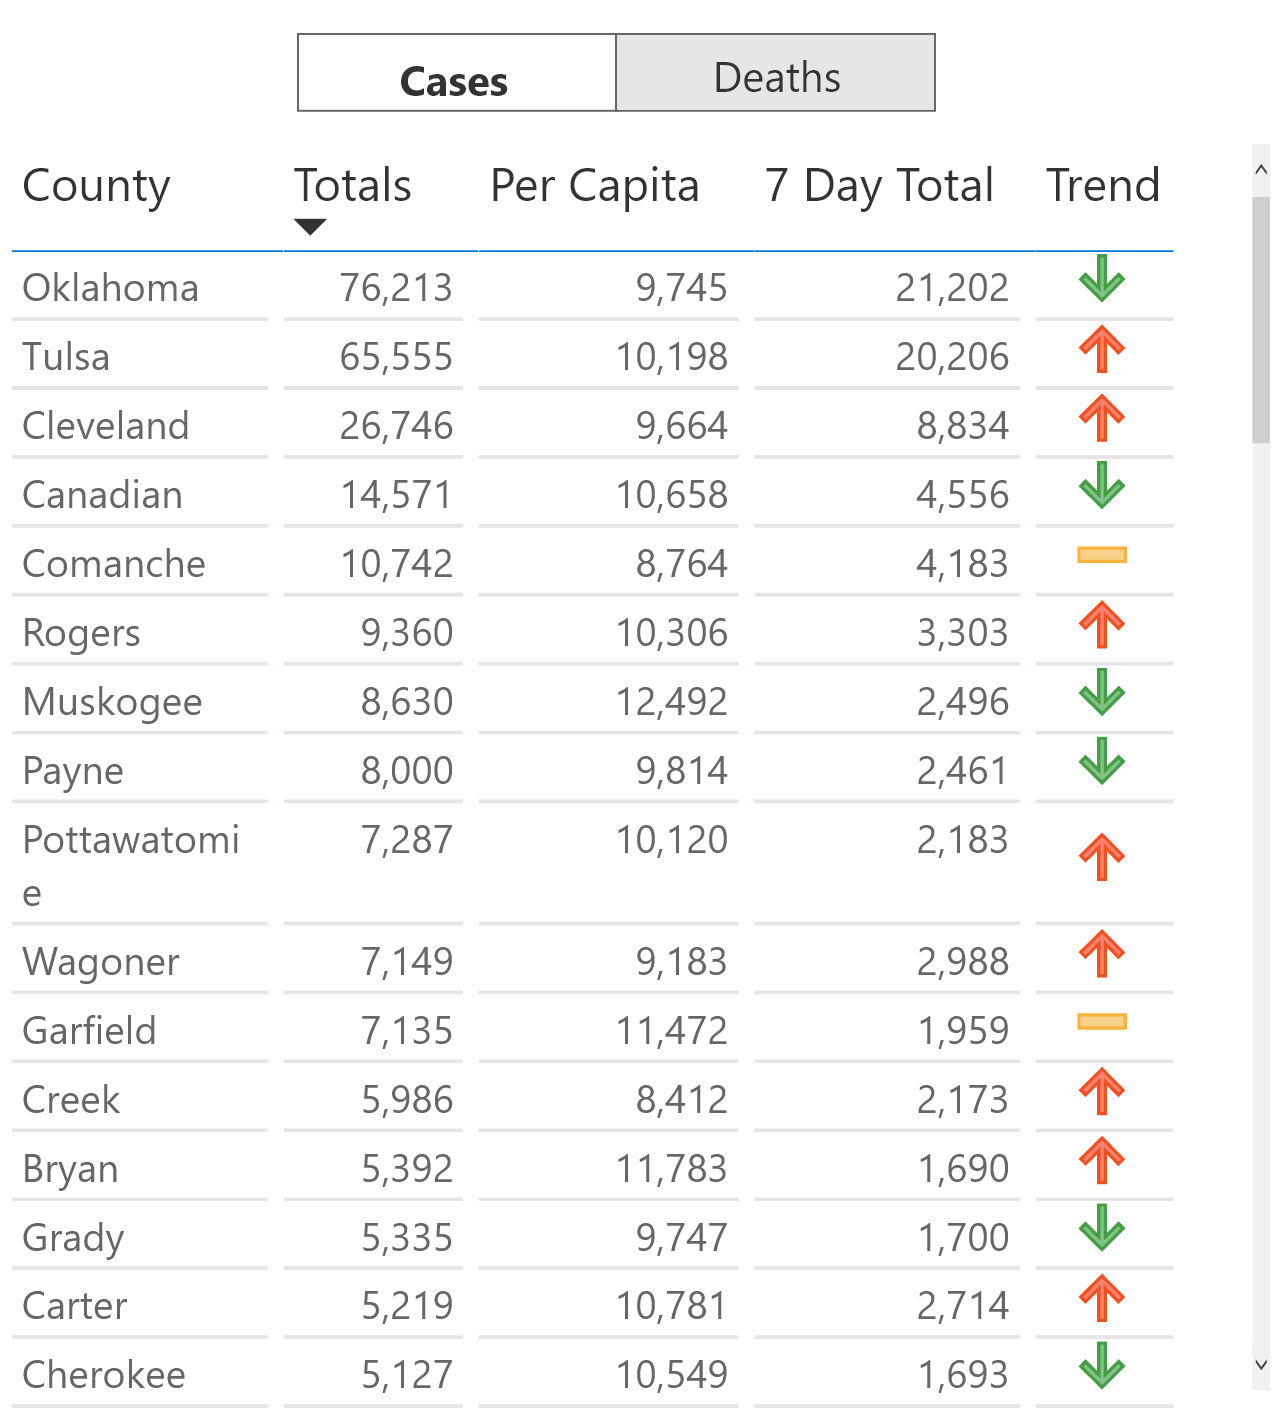 Cases Deaths
County Totals Per Capita 7 Day Total Trend
Oklahoma 76,213 9,745 21,202
Tulsa 65,555 10,198 20,206
Cleveland 26,746 9,664 8,834
Canadian 14,571 10,658 4,556
Comanche 10,742 8,764 4,183
Rogers 9,360 10,306 3,303
Muskogee 8,630 12,492 2,496
Payne 8,000 9,814 2,461
Pottawatomi 7,287 10,120 2,183
e
Wagoner 7,149 9,183 2,988
Garfield 7,135 11,472 1,959
Creek 5,986 8,412 2,173
Bryan 5,392 11,783 1,690
Grady 5,335 9,747 1,700
Carter 5,219 10,781 2,714
Cherokee 5,127 10,549 1,693